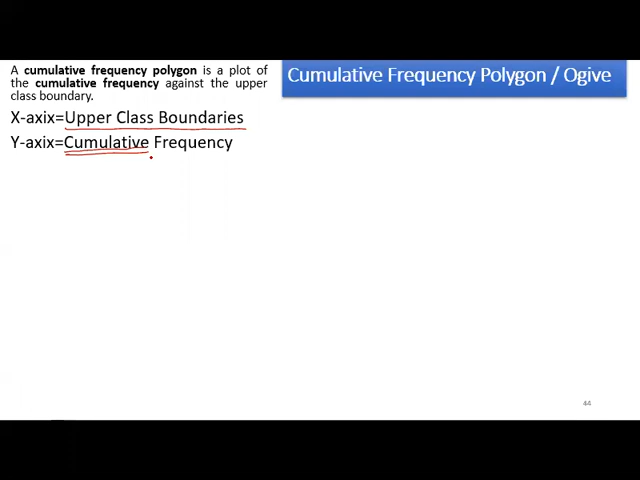 A cumulative frequency polygon is a plot of
the cumulative frequency against the upper
class boundary.
X-axix=Upper Class Boundaries
Y-axix=Cumulative Frequency
Cumulative Frequency Polygon / Ogive
44